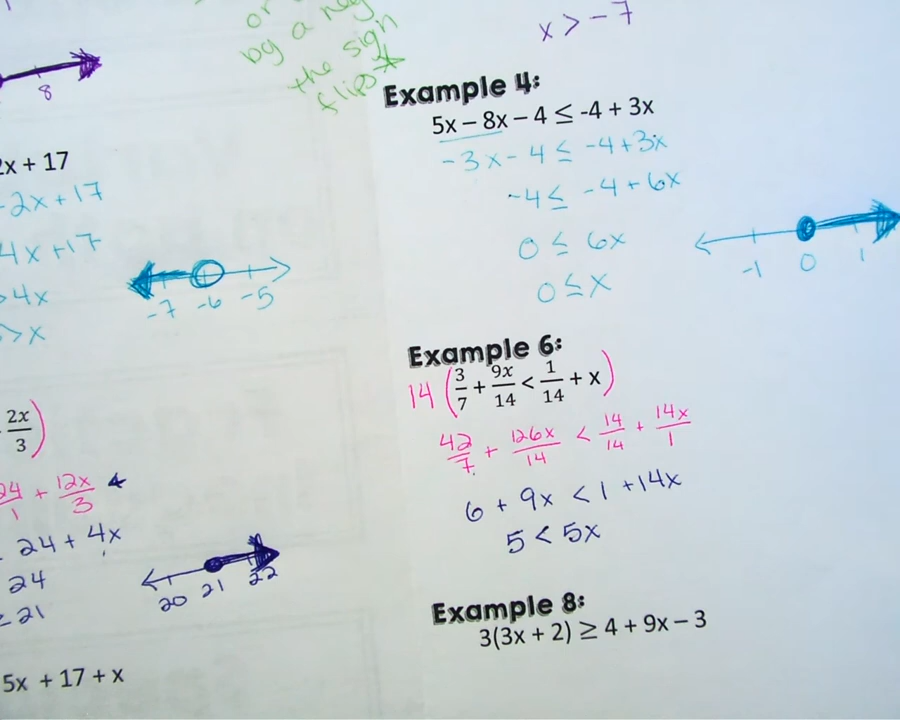 or
by a neg
the sign
flips*
8
2x + 17
-2x + 17
4x + 17
> 4x
> x
-7 -6 -5
2x/3)
24/1 + 12x/3
24 + 4x
24
≥ 21
20 21 22
5x + 17 + x
x > -7
Example 4:
5x – 8x – 4 ≤ -4 + 3x
-3x - 4 ≤ -4 + 3x
-4 ≤ -4 + 6x
0 ≤ 6x
0 ≤ x
-1 0 1
Example 6:
14 (3/7 + 9x/14 < 1/14 + x)
42/7 + 126x/14 < 14/14 + 14x/1
6 + 9x < 1 + 14x
5 < 5x
Example 8:
3(3x + 2) ≥ 4 + 9x – 3